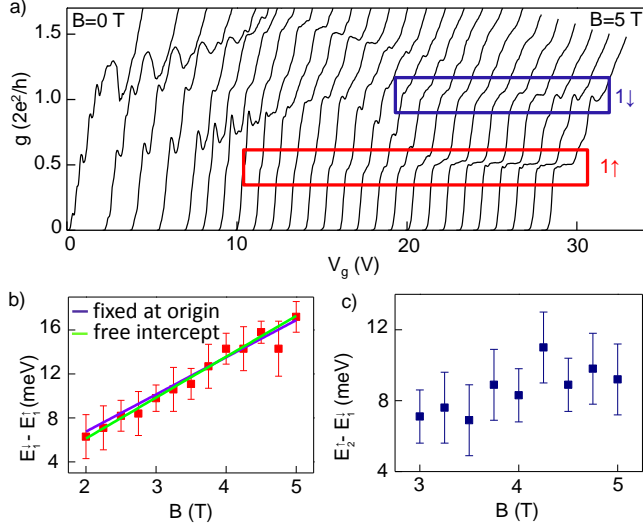 a)
B=0 T
B=5 T
g (2e²/h)
1.5
1.0
0.5
0
1↓
1↑
0
10
20
30
V_g (V)
b)
fixed at origin
free intercept
E₁↓- E₁↑ (meV)
16
12
8
4
2
3
4
5
B (T)
c)
E₂↑- E₁↓ (meV)
12
8
4
3
4
5
B (T)